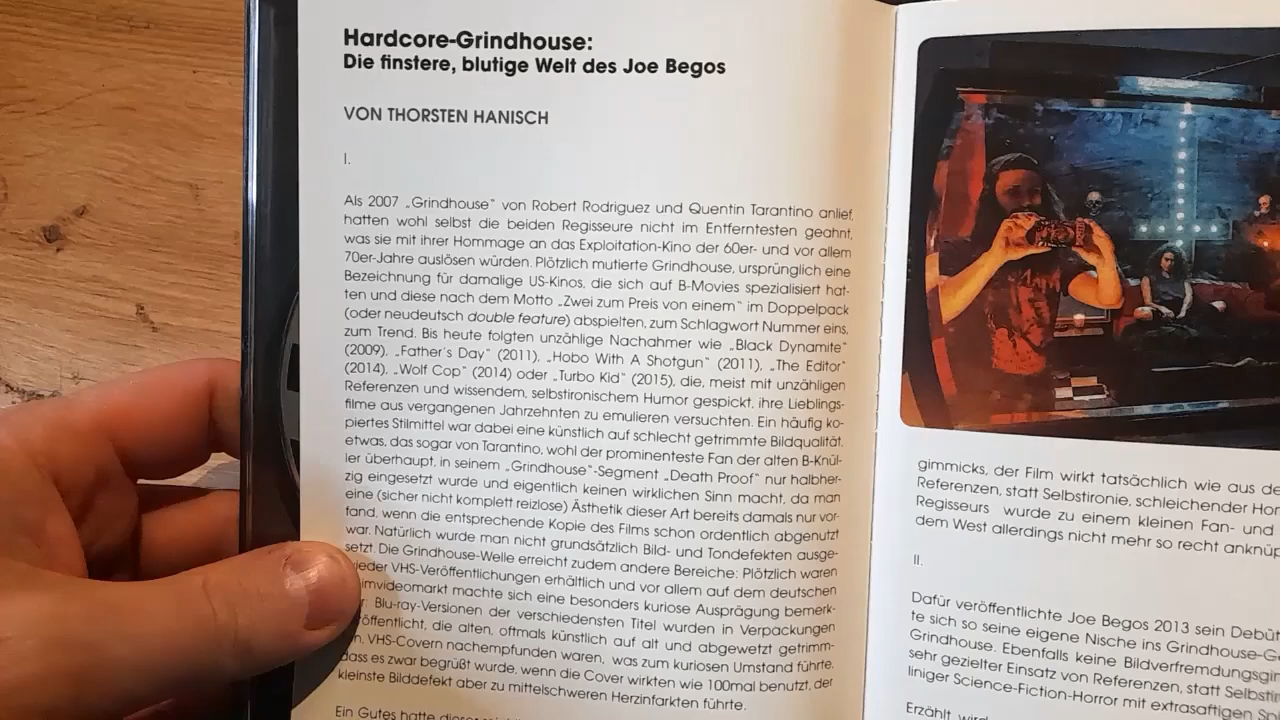 Hardcore-Grindhouse:
Die finstere, blutige Welt des Joe Begos
VON THORSTEN HANISCH
I.
Als 2007 „Grindhouse“ von Robert Rodriguez und Quentin Tarantino anlief,
hatten wohl selbst die beiden Regisseure nicht im Entferntesten geahnt,
was sie mit ihrer Hommage an das Exploitation-Kino der 60er- und vor allem
70er-Jahre auslösen würden. Plötzlich mutierte Grindhouse, ursprünglich eine
Bezeichnung für damalige US-Kinos, die sich auf B-Movies spezialisiert hat-
ten und diese nach dem Motto „Zwei zum Preis von einem“ im Doppelpack
(oder neudeutsch double feature) abspielten, zum Schlagwort Nummer eins,
zum Trend. Bis heute folgten unzählige Nachahmer wie „Black Dynamite“
(2009), „Father's Day“ (2011), „Hobo With A Shotgun“ (2011), „The Editor“
(2014), „Wolf Cop“ (2014) oder „Turbo Kid“ (2015), die, meist mit unzähligen
Referenzen und wissendem, selbstironischem Humor gespickt, ihre Lieblings-
filme aus vergangenen Jahrzehnten zu emulieren versuchten. Ein häufig ko-
piertes Stilmittel war dabei eine künstlich auf schlecht getrimmte Bildqualität,
etwas, das sogar von Tarantino, wohl der prominenteste Fan der alten B-Knül-
ler überhaupt, in seinem „Grindhouse“-Segment „Death Proof“ nur halbher-
zig eingesetzt wurde und eigentlich keinen wirklichen Sinn macht, da man
eine (sicher nicht komplett reizlose) Ästhetik dieser Art bereits damals nur vor-
fand, wenn die entsprechende Kopie des Films schon ordentlich abgenutzt
war. Natürlich wurde man nicht grundsätzlich Bild- und Tondefekten ausge-
setzt. Die Grindhouse-Welle erreicht zudem andere Bereiche: Plötzlich waren
wieder VHS-Veröffentlichungen erhältlich und vor allem auf dem deutschen
imvideomarkt machte sich eine besonders kuriose Ausprägung bemerk-
r: Blu-ray-Versionen der verschiedensten Titel wurden in Verpackungen
öffentlicht, die alten, oftmals künstlich auf alt und abgewetzt getrimm-
n, VHS-Covern nachempfunden waren, was zum kuriosen Umstand führte,
dass es zwar begrüßt wurde, wenn die Cover wirkten wie 100mal benutzt, der
kleinste Bilddefekt aber zu mittelschweren Herzinfarkten führte.
Ein Gutes hatte
gimmicks, der Film wirkt tatsächlich wie aus de
Referenzen, statt Selbstironie, schleichender Hor
Regisseurs wurde zu einem kleinen Fan- und
dem West allerdings nicht mehr so recht anknüp
II.
Dafür veröffentlichte Joe Begos 2013 sein Debüt
te sich so seine eigene Nische ins Grindhouse-G
Grindhouse. Ebenfalls keine Bildverfremdungsgim
sehr gezielter Einsatz von Referenzen, statt Selbstir
liniger Science-Fiction-Horror mit extrasaftigen Sp
Erzählt wird